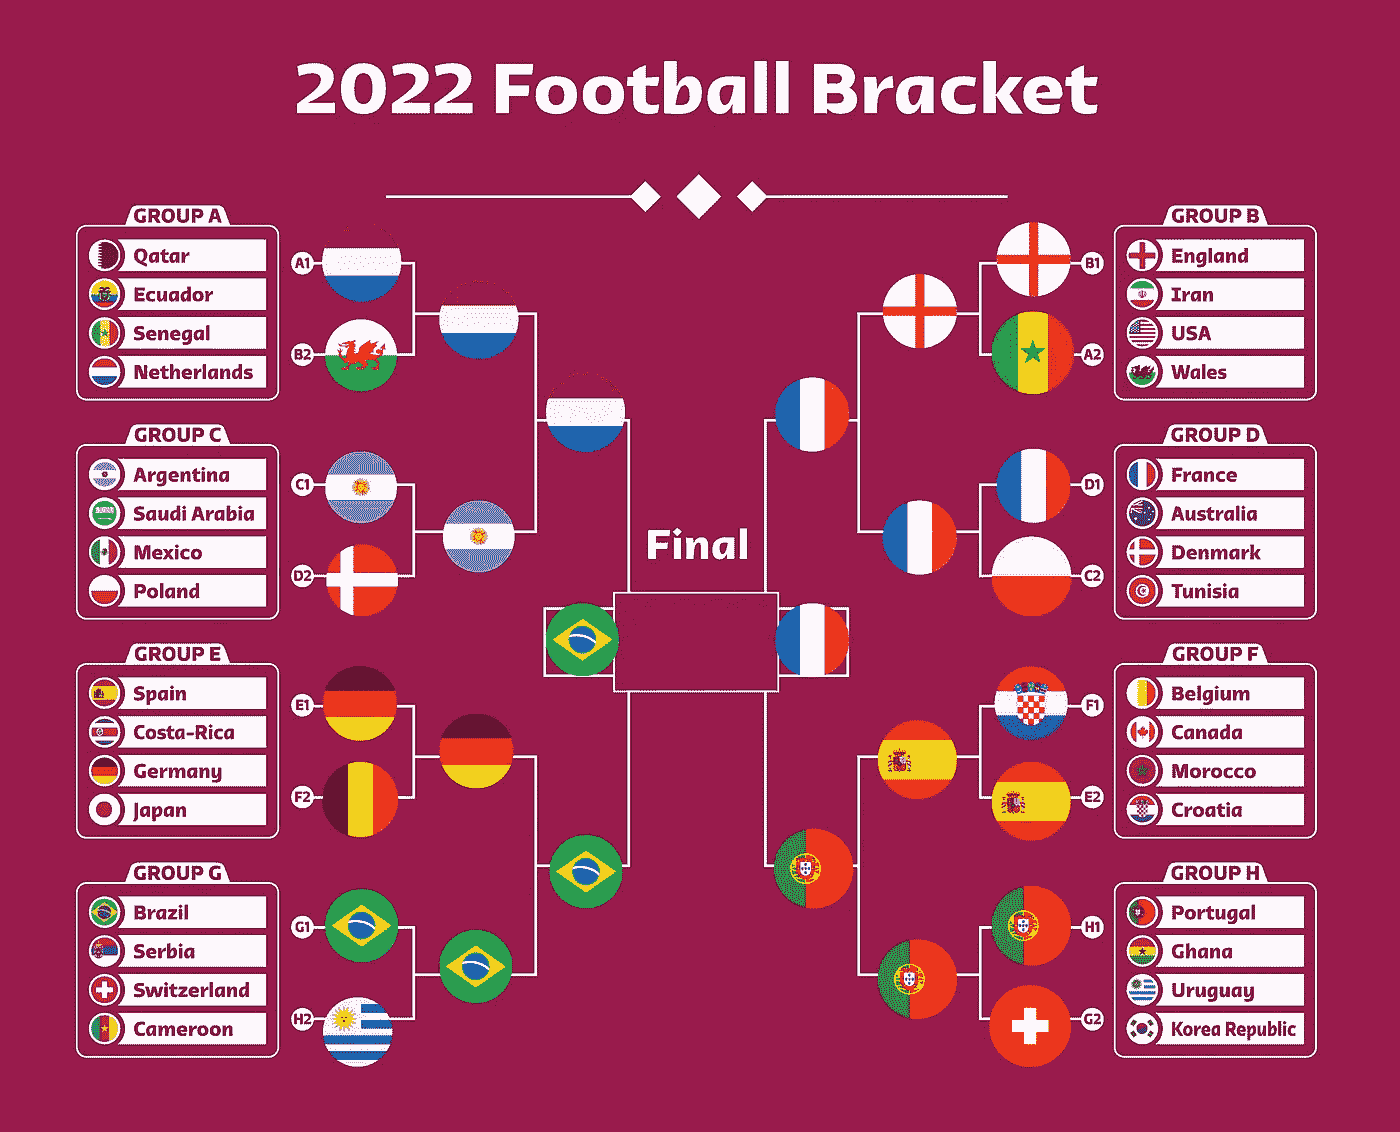 2022 Football Bracket
GROUP A
Qatar
Ecuador
Senegal
Netherlands
A1
B2
GROUP C
Argentina
Saudi Arabia
Mexico
Poland
C1
D2
GROUP E
Spain
Costa-Rica
Germany
Japan
E1
F2
GROUP G
Brazil
Serbia
Switzerland
Cameroon
G1
H2
Final
GROUP B
England
Iran
USA
Wales
B1
A2
GROUP D
France
Australia
Denmark
Tunisia
D1
C2
GROUP F
Belgium
Canada
Morocco
Croatia
F1
E2
GROUP H
Portugal
Ghana
Uruguay
Korea Republic
H1
G2